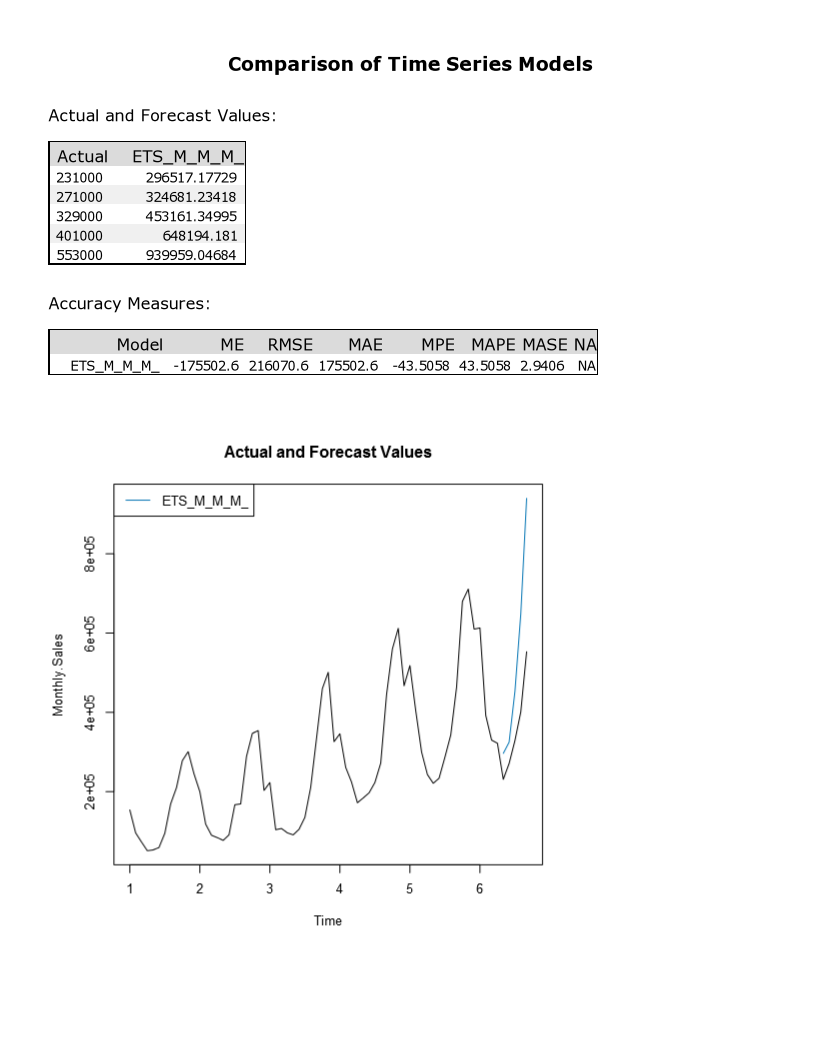 Comparison of Time Series Models
Actual and Forecast Values:
Actual ETS_M_M_M_
231000 296517.17729
271000 324681.23418
329000 453161.34995
401000 648194.181
553000 939959.04684
Accuracy Measures:
Model ME RMSE MAE MPE MAPE MASE NA
ETS_M_M_M_ -175502.6 216070.6 175502.6 -43.5058 43.5058 2.9406 NA
Actual and Forecast Values
ETS_M_M_M_
8e+05
6e+05
4e+05
2e+05
Monthly.Sales
1 2 3 4 5 6
Time